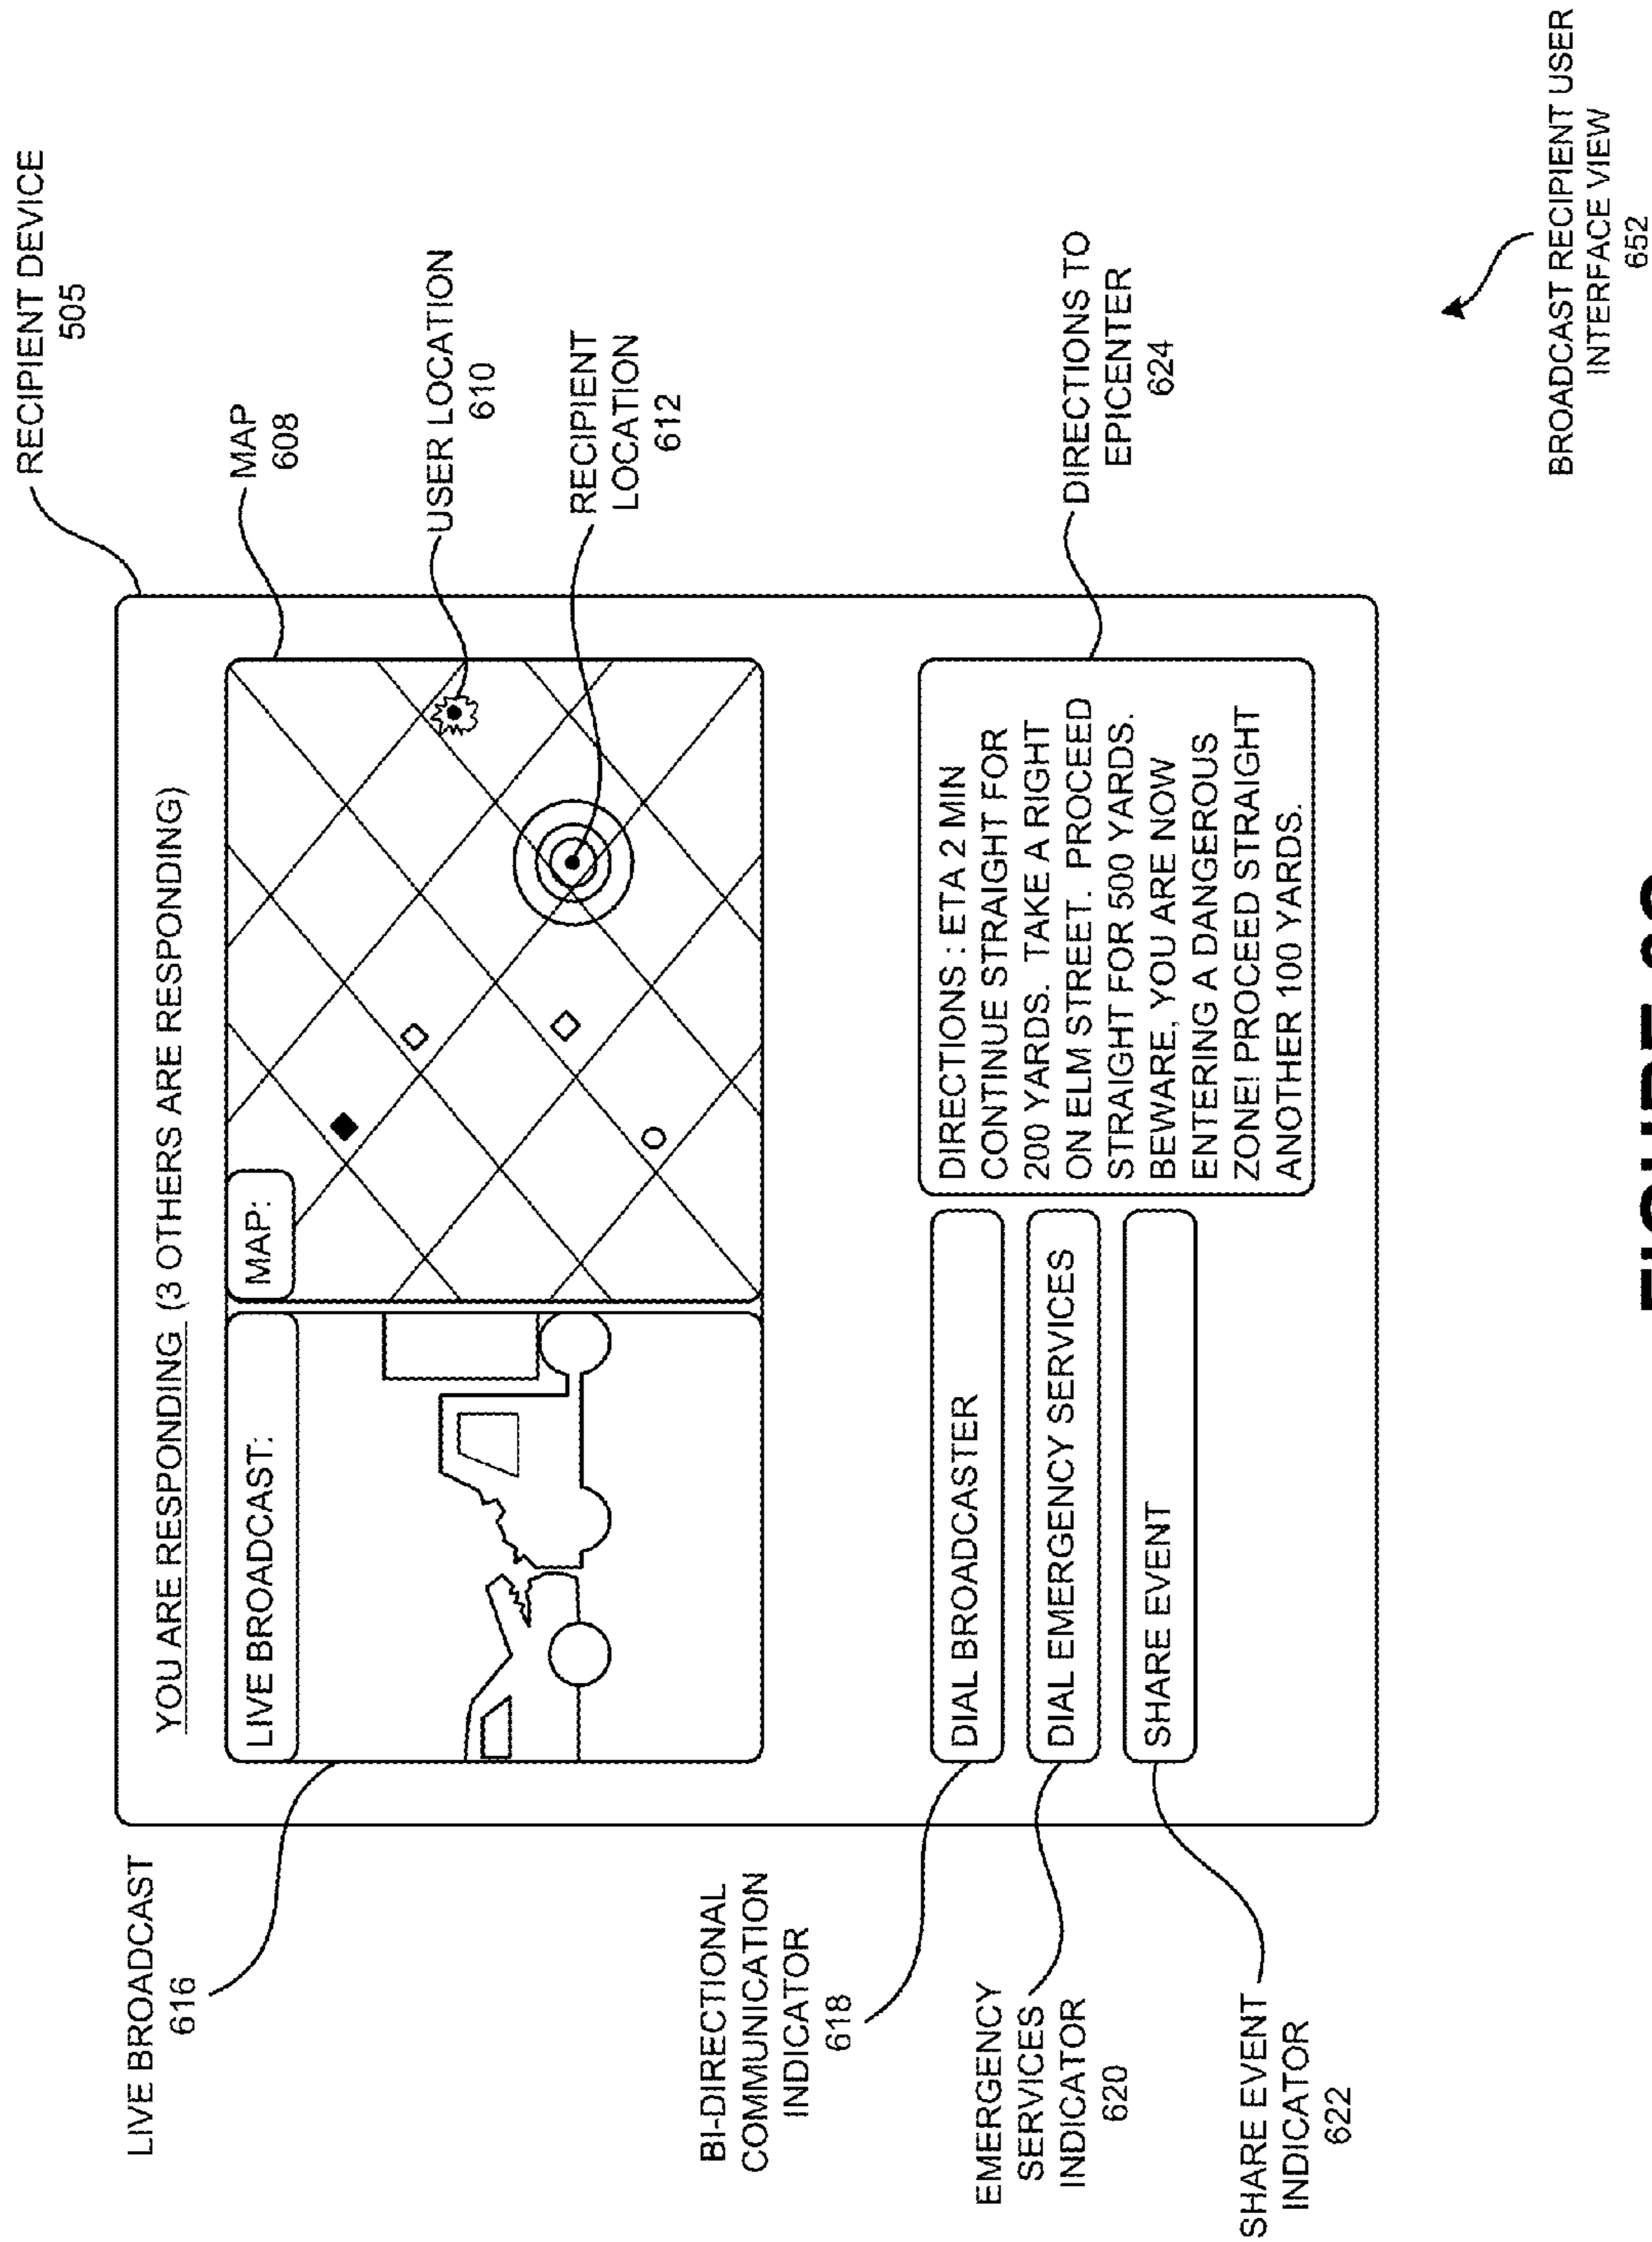 RECIPIENT DEVICE
505
LIVE BROADCAST
616
MAP
608
USER LOCATION
610
RECIPIENT
LOCATION
612
YOU ARE RESPONDING (3 OTHERS ARE RESPONDING)
LIVE BROADCAST:
MAP:
BI-DIRECTIONAL
COMMUNICATION
INDICATOR
618
EMERGENCY
SERVICES
INDICATOR
620
SHARE EVENT
INDICATOR
622
DIAL BROADCASTER
DIAL EMERGENCY SERVICES
SHARE EVENT
DIRECTIONS : ETA 2 MIN
CONTINUE STRAIGHT FOR
200 YARDS. TAKE A RIGHT
ON ELM STREET. PROCEED
STRAIGHT FOR 500 YARDS.
BEWARE, YOU ARE NOW
ENTERING A DANGEROUS
ZONE! PROCEED STRAIGHT
ANOTHER 100 YARDS.
DIRECTIONS TO
EPICENTER
624
BROADCAST RECIPIENT USER
INTERFACE VIEW
652
FIGURE